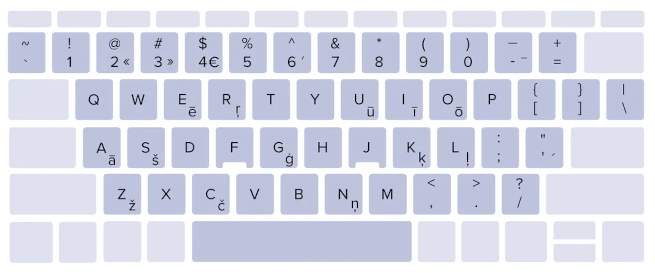 ~ ! @ # $ % ^ & * ( ) — +
` 1 2 « 3 » 4 € 5 6 ´ 7 8 9 0 - – =
Q W E ē R ŗ T Y U ū I ī O ō P { [ } ] | \
A ā S š D F G ģ H J K ķ L ļ : ; " ' ´
Z ž X C č V B N ņ M < , > . ? /